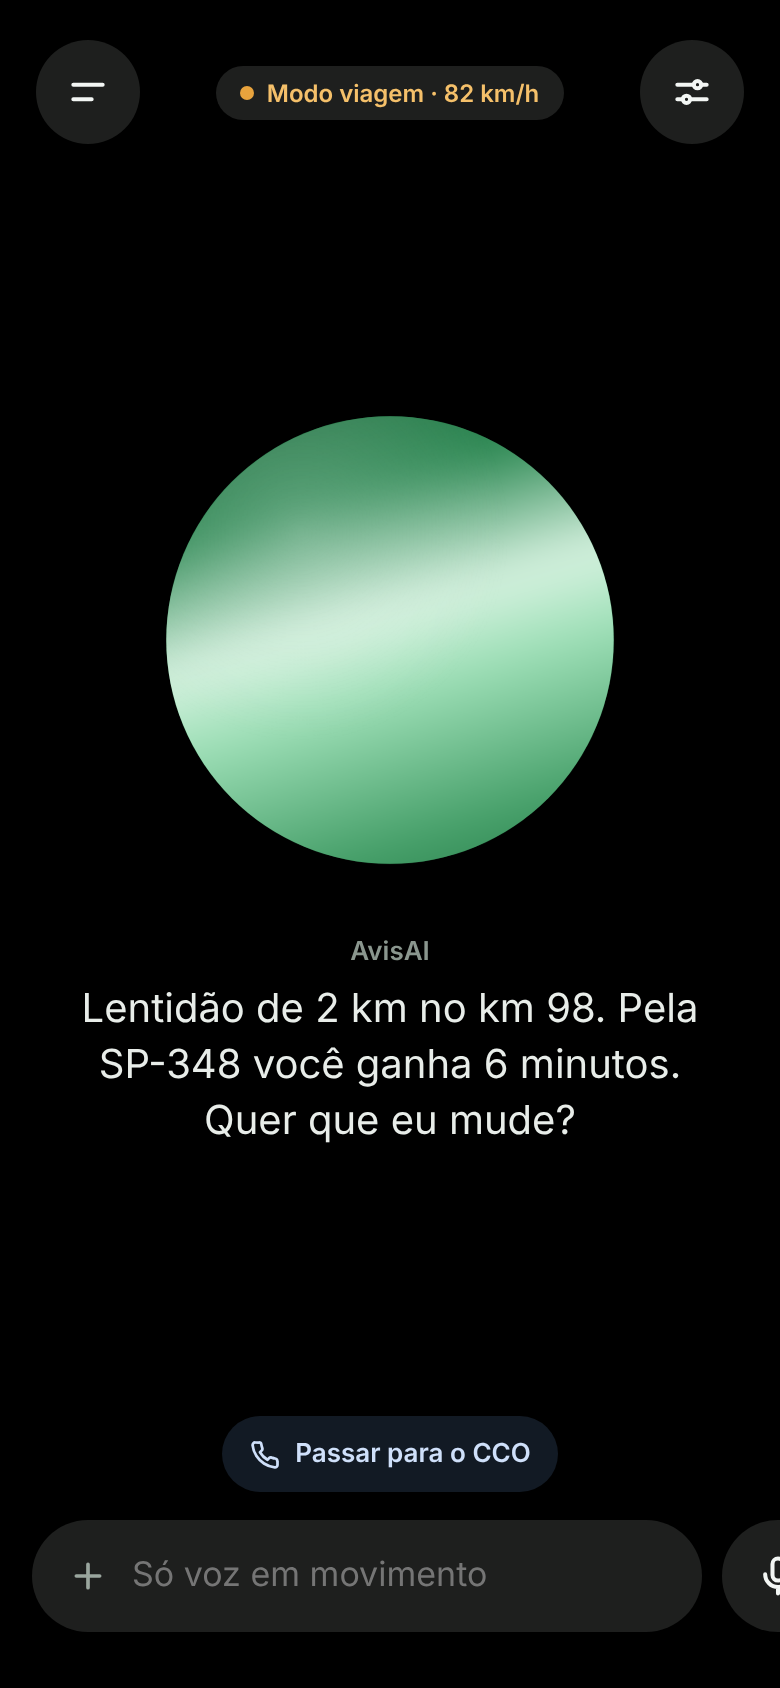 Modo viagem · 82 km/h
AvisAI
Lentidão de 2 km no km 98. Pela
SP-348 você ganha 6 minutos.
Quer que eu mude?
Passar para o CCO
Só voz em movimento